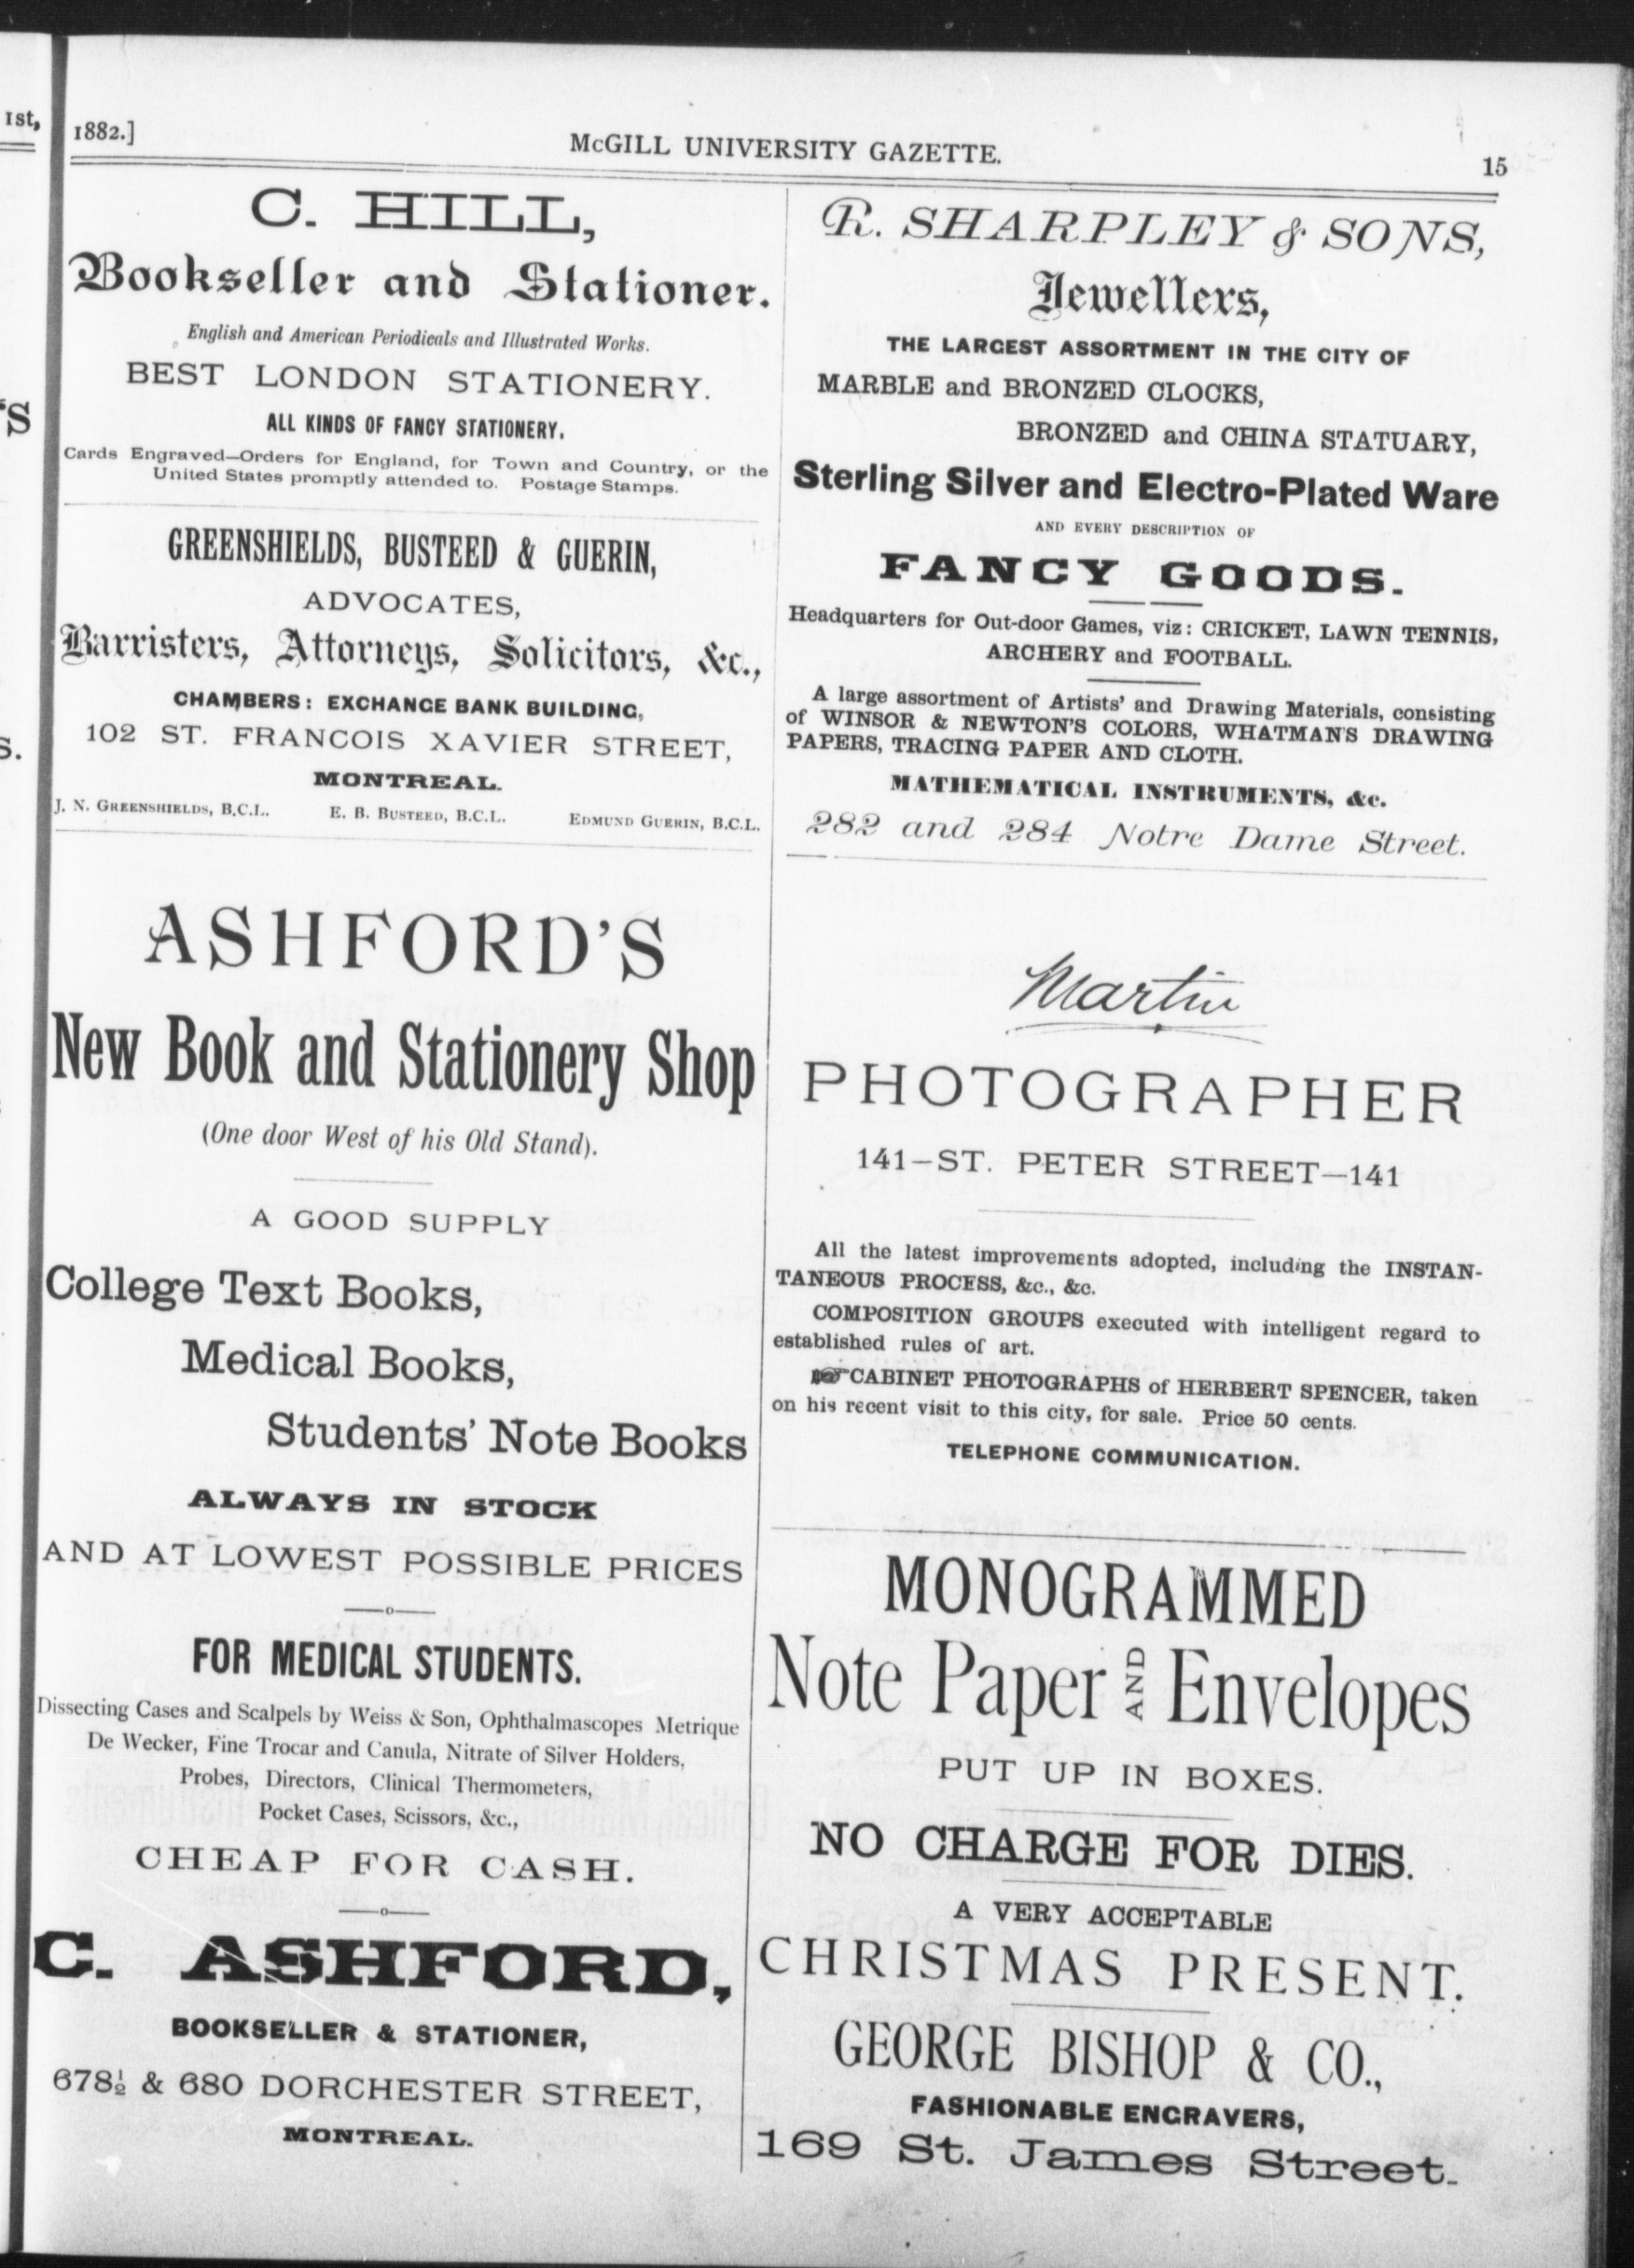 1st,
'S
S.
1882.]
McGILL UNIVERSITY GAZETTE.
15
C. HILL,
Bookseller and Stationer.
English and American Periodicals and Illustrated Works.
BEST LONDON STATIONERY.
ALL KINDS OF FANCY STATIONERY.
Cards Engraved—Orders for England, for Town and Country, or the
United States promptly attended to. Postage Stamps.
GREENSHIELDS, BUSTEED & GUERIN,
ADVOCATES,
Barristers, Attorneys, Solicitors, &c.,
CHAMBERS: EXCHANGE BANK BUILDING,
102 ST. FRANCOIS XAVIER STREET,
MONTREAL.
J. N. GREENSHIELDS, B.C.L. E. B. BUSTEED, B.C.L. EDMUND GUERIN, B.C.L.
ASHFORD'S
New Book and Stationery Shop
(One door West of his Old Stand).
A GOOD SUPPLY
College Text Books,
Medical Books,
Students' Note Books
ALWAYS IN STOCK
AND AT LOWEST POSSIBLE PRICES
—o—
FOR MEDICAL STUDENTS.
Dissecting Cases and Scalpels by Weiss & Son, Ophthalmascopes Metrique
De Wecker, Fine Trocar and Canula, Nitrate of Silver Holders,
Probes, Directors, Clinical Thermometers,
Pocket Cases, Scissors, &c.,
CHEAP FOR CASH.
—o—
C. ASHFORD,
BOOKSELLER & STATIONER,
678½ & 680 DORCHESTER STREET,
MONTREAL.
R. SHARPLEY & SONS,
Jewellers,
THE LARGEST ASSORTMENT IN THE CITY OF
MARBLE and BRONZED CLOCKS,
BRONZED and CHINA STATUARY,
Sterling Silver and Electro-Plated Ware
AND EVERY DESCRIPTION OF
FANCY GOODS.
Headquarters for Out-door Games, viz: CRICKET, LAWN TENNIS,
ARCHERY and FOOTBALL.
A large assortment of Artists' and Drawing Materials, consisting
of WINSOR & NEWTON'S COLORS, WHATMAN'S DRAWING
PAPERS, TRACING PAPER AND CLOTH.
MATHEMATICAL INSTRUMENTS, &c.
282 and 284 Notre Dame Street.
Martin
PHOTOGRAPHER
141–ST. PETER STREET–141
All the latest improvements adopted, including the INSTAN-
TANEOUS PROCESS, &c., &c.
COMPOSITION GROUPS executed with intelligent regard to
established rules of art.
☞CABINET PHOTOGRAPHS of HERBERT SPENCER, taken
on his recent visit to this city, for sale. Price 50 cents.
TELEPHONE COMMUNICATION.
MONOGRAMMED
Note Paper AND Envelopes
PUT UP IN BOXES.
NO CHARGE FOR DIES.
A VERY ACCEPTABLE
CHRISTMAS PRESENT.
GEORGE BISHOP & CO.,
FASHIONABLE ENGRAVERS,
169 St. James Street.